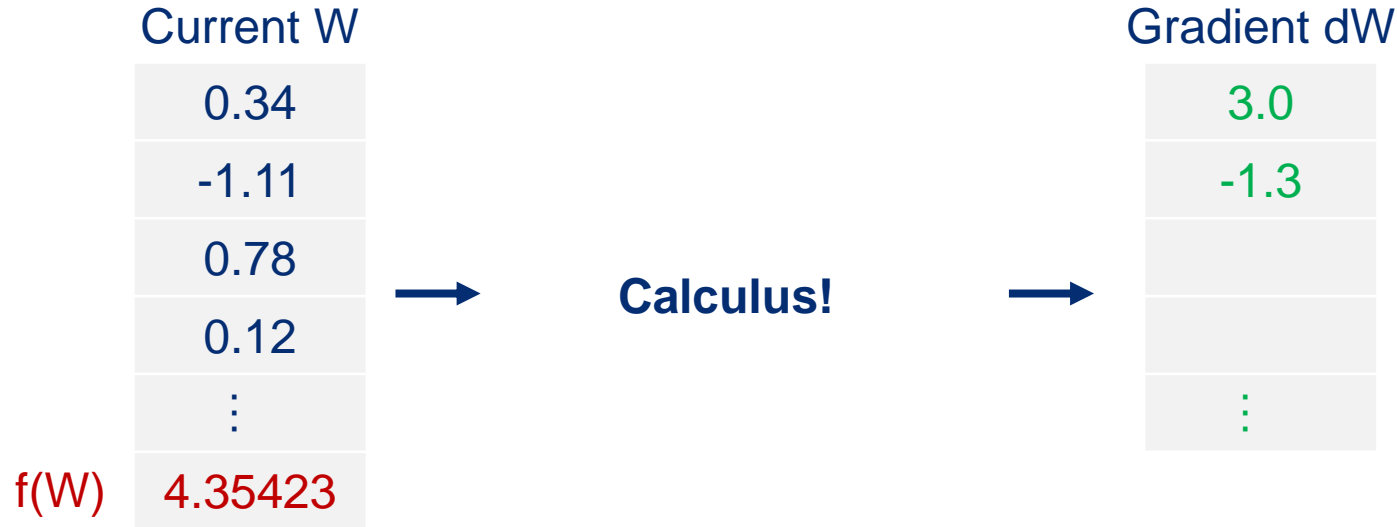 Current W
Gradient dW
0.34
3.0
-1.11
-1.3
0.78
Calculus!
0.12
⋮
⋮
f(W)
4.35423